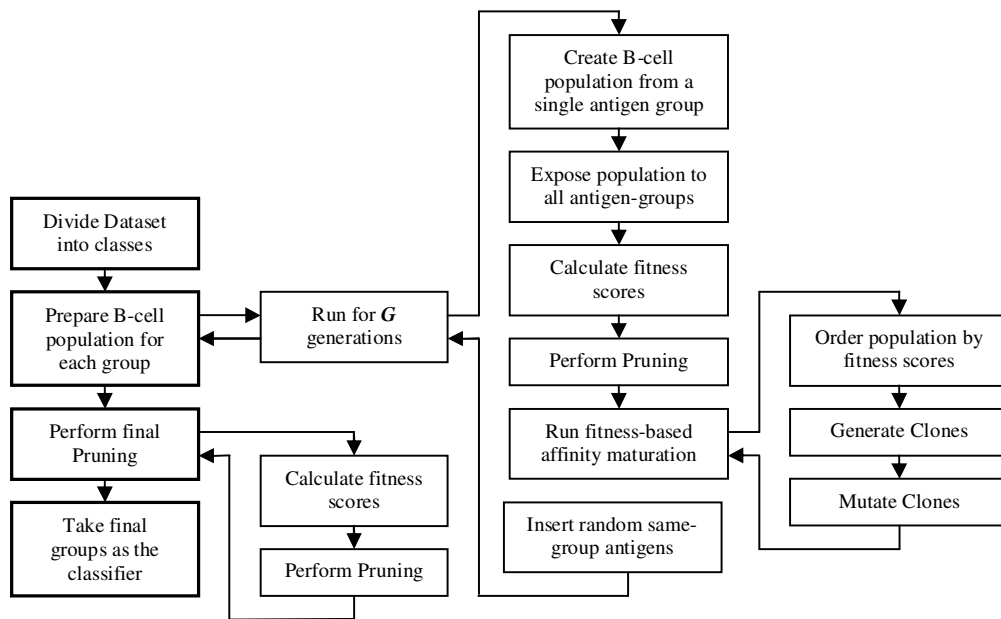 Divide Dataset
into classes
Prepare B-cell
population for
each group
Perform final
Pruning
Take final
groups as the
classifier
Run for G
generations
Calculate fitness
scores
Perform Pruning
Create B-cell
population from a
single antigen group
Expose population to
all antigen-groups
Calculate fitness
scores
Perform Pruning
Run fitness-based
affinity maturation
Insert random same-
group antigens
Order population by
fitness scores
Generate Clones
Mutate Clones